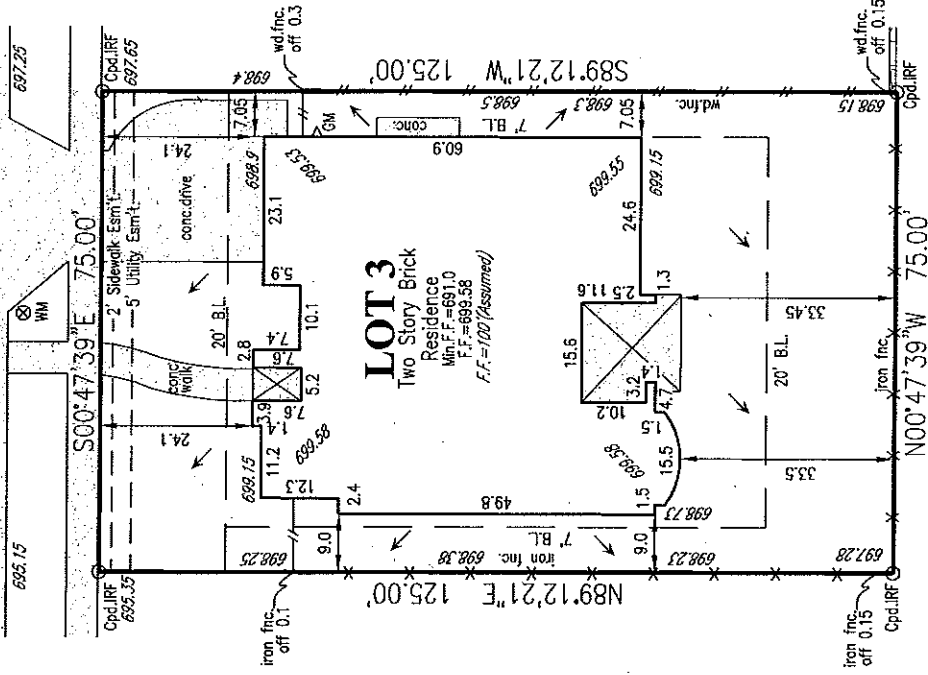 697.25
695.15
WM
S00°47'39"E 75.00'
Cpd.IRF
697.65
Cpd.IRF
695.35
2' Sidewalk Esm't.
5' Utility Esm't.
wd.fnc.
off 0.3
698.4
7.05
24.1
conc.drive
20' B.L.
conc.
walk
24.1
698.9
699.53
GM
23.1
5.9
10.1
7.4
2.8
7.6
5.2
7.6
3.9
1.4
11.2
699.15
699.58
12.3
2.4
9.0
698.25
iron fnc.
off 0.1
S89°12'21"W 125.00'
698.5
698.3
wd.fnc.
7' B.L.
conc.
60.9
7.05
LOT 3
Two Story Brick
Residence
Min.F.F.=691.0
F.F.=699.58
F.F.=100'(Assumed)
49.8
N89°12'21"E 125.00'
iron fnc.
7' B.L.
698.38
698.23
9.0
699.55
699.15
24.6
1.3
2.5
11.6
15.6
10.2
3.2
1.4
4.7
1.5
15.5
699.58
1.5
698.73
33.45
33.5
20' B.L.
iron fnc.
N00°47'39"W 75.00'
wd.fnc.
off 0.15
698.15
Cpd.IRF
697.28
Cpd.IRF
iron fnc.
off 0.15